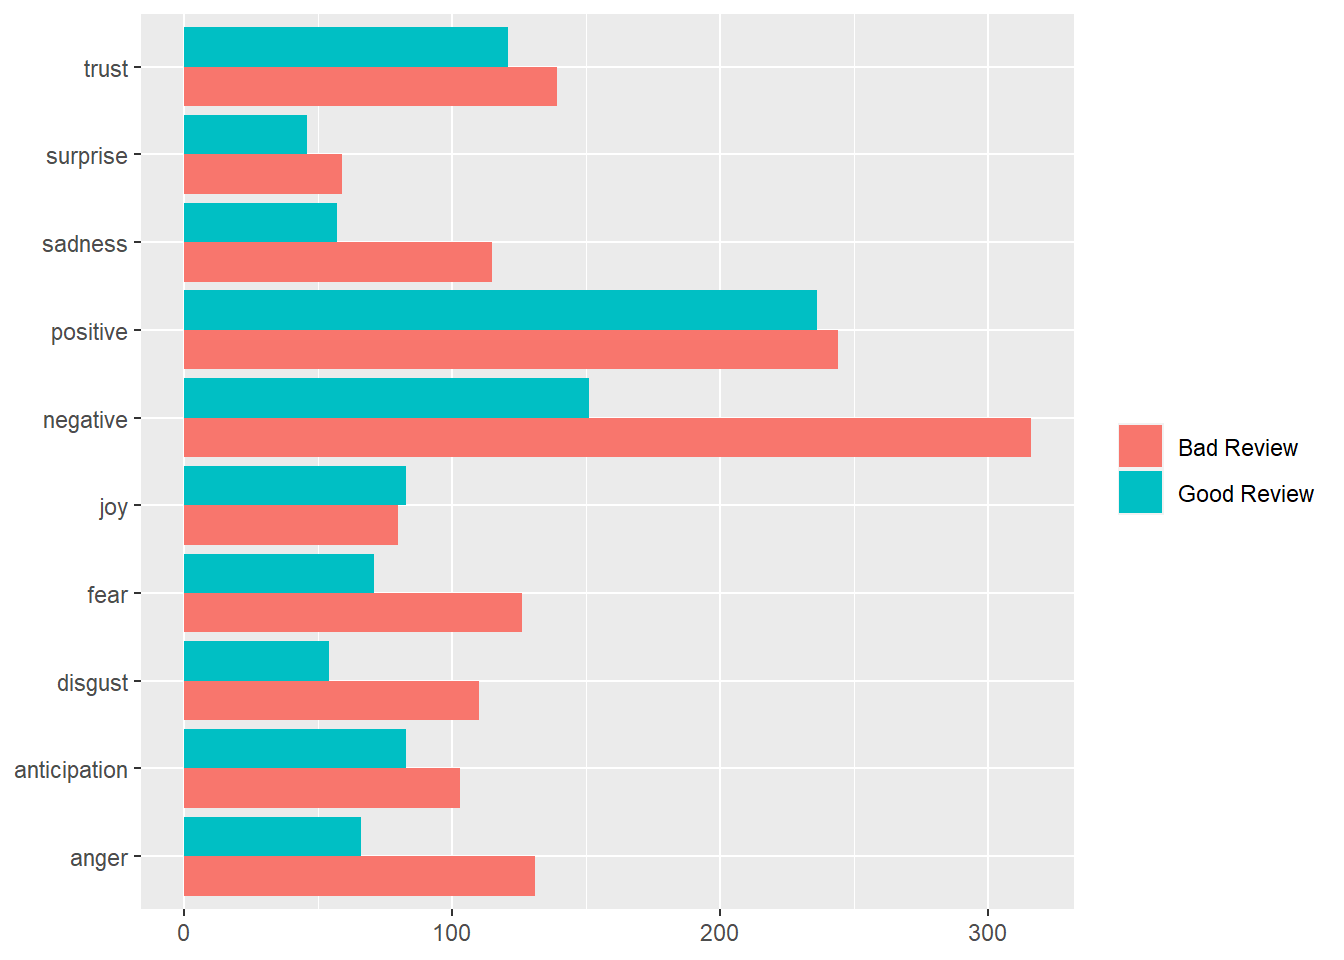 trust
surprise
sadness
positive
negative
joy
fear
disgust
anticipation
anger
0 100 200 300
Bad Review
Good Review